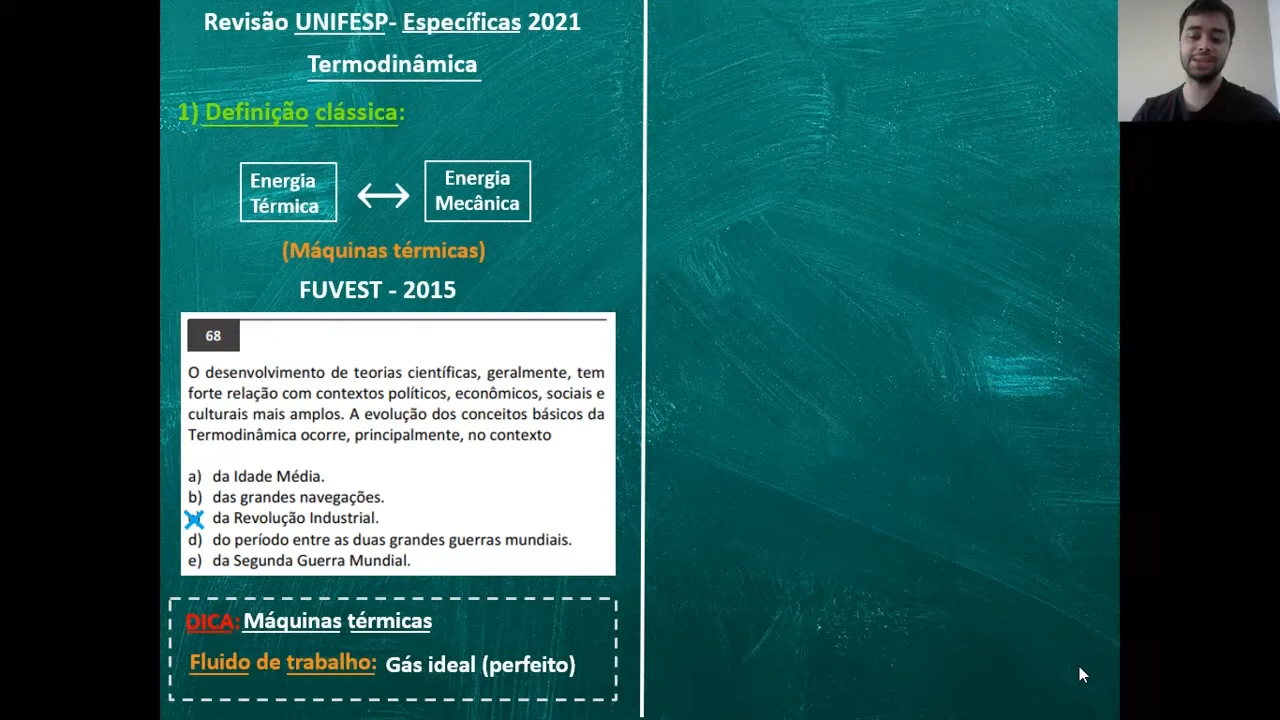 Revisão UNIFESP- Específicas 2021
Termodinâmica
1) Definição clássica:
Energia
Térmica
Energia
Mecânica
(Máquinas térmicas)
FUVEST - 2015
68
O desenvolvimento de teorias científicas, geralmente, tem
forte relação com contextos políticos, econômicos, sociais e
culturais mais amplos. A evolução dos conceitos básicos da
Termodinâmica ocorre, principalmente, no contexto
a) da Idade Média.
b) das grandes navegações.
da Revolução Industrial.
d) do período entre as duas grandes guerras mundiais.
e) da Segunda Guerra Mundial.
DICA: Máquinas térmicas
Fluido de trabalho: Gás ideal (perfeito)